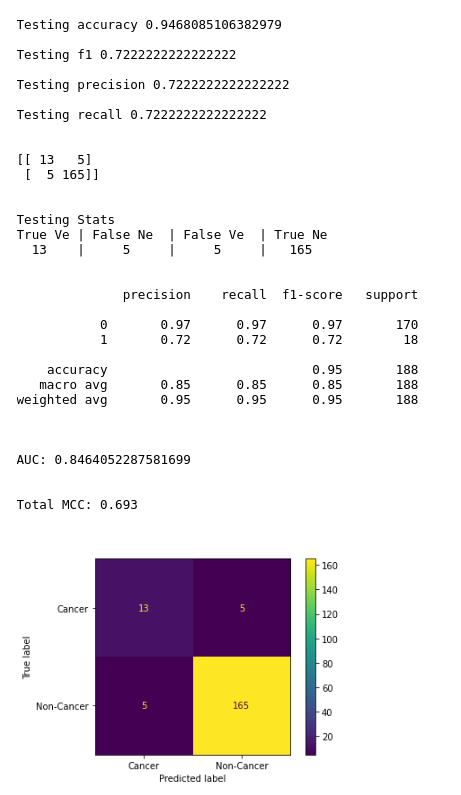 Testing accuracy 0.9468085106382979
Testing f1 0.7222222222222222
Testing precision 0.7222222222222222
Testing recall 0.7222222222222222
[[ 13   5]
 [  5 165]]
Testing Stats
True Ve | False Ne  | False Ve  | True Ne
  13    |     5     |     5     |   165
              precision    recall  f1-score   support
           0       0.97      0.97      0.97       170
           1       0.72      0.72      0.72        18
    accuracy                           0.95       188
   macro avg       0.85      0.85      0.85       188
weighted avg       0.95      0.95      0.95       188
AUC: 0.8464052287581699
Total MCC: 0.693
160
140
120
100
80
60
40
20
True label
Cancer 13 5
Non-Cancer 5 165
Cancer Non-Cancer
Predicted label